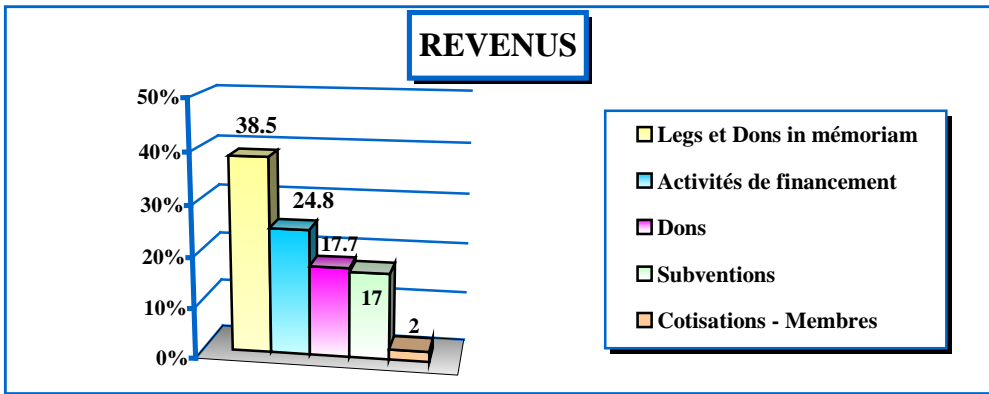 REVENUS
50%
40%
30%
20%
10%
0%
38.5
24.8
17.7
17
2
Legs et Dons in mémoriam
Activités de financement
Dons
Subventions
Cotisations - Membres